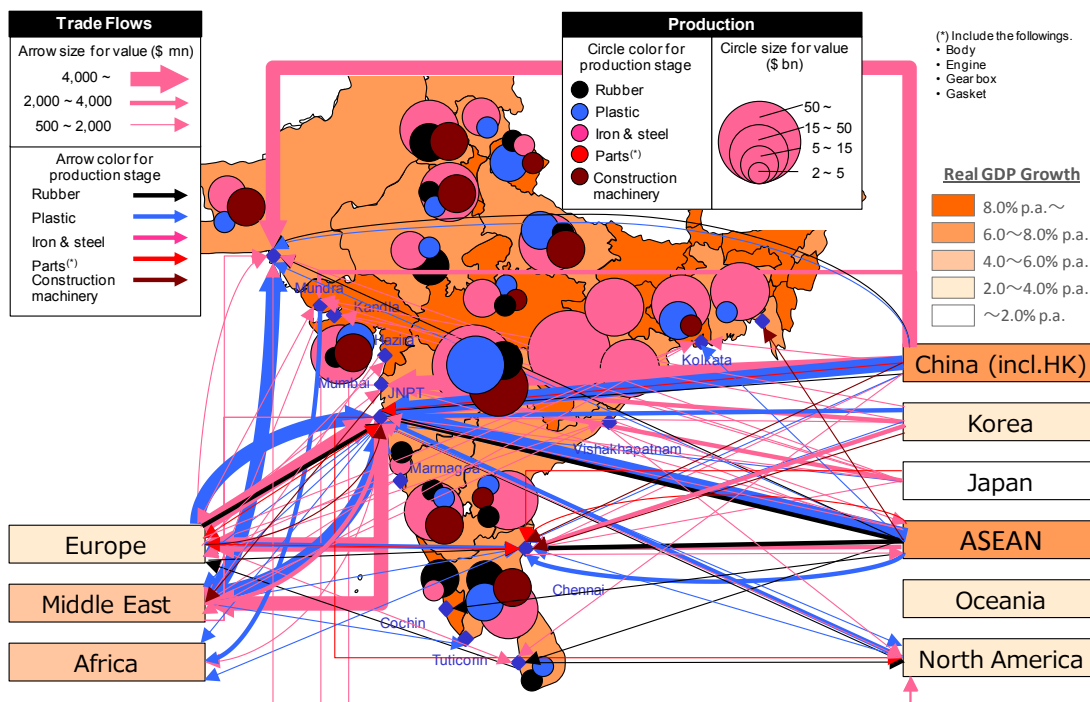 Trade Flows
Arrow size for value ($ mn)
4,000 ~
2,000 ~ 4,000
500 ~ 2,000
Arrow color for
production stage
Rubber
Plastic
Iron & steel
Parts(*)
Construction
machinery
Production
Circle color for
production stage
Rubber
Plastic
Iron & steel
Parts(*)
Construction
machinery
Circle size for value
($ bn)
50 ~
15 ~ 50
5 ~ 15
2 ~ 5
(*) Include the followings.
• Body
• Engine
• Gear box
• Gasket
Real GDP Growth
8.0% p.a.～
6.0～8.0% p.a.
4.0～6.0% p.a.
2.0～4.0% p.a.
～2.0% p.a.
Mundra
Kandla
Hazira
Mumbai
JNPT
Kolkata
Vishakhapatnam
Marmagoa
Chennai
Cochin
Tuticorin
China (incl.HK)
Korea
Japan
ASEAN
Oceania
North America
Europe
Middle East
Africa